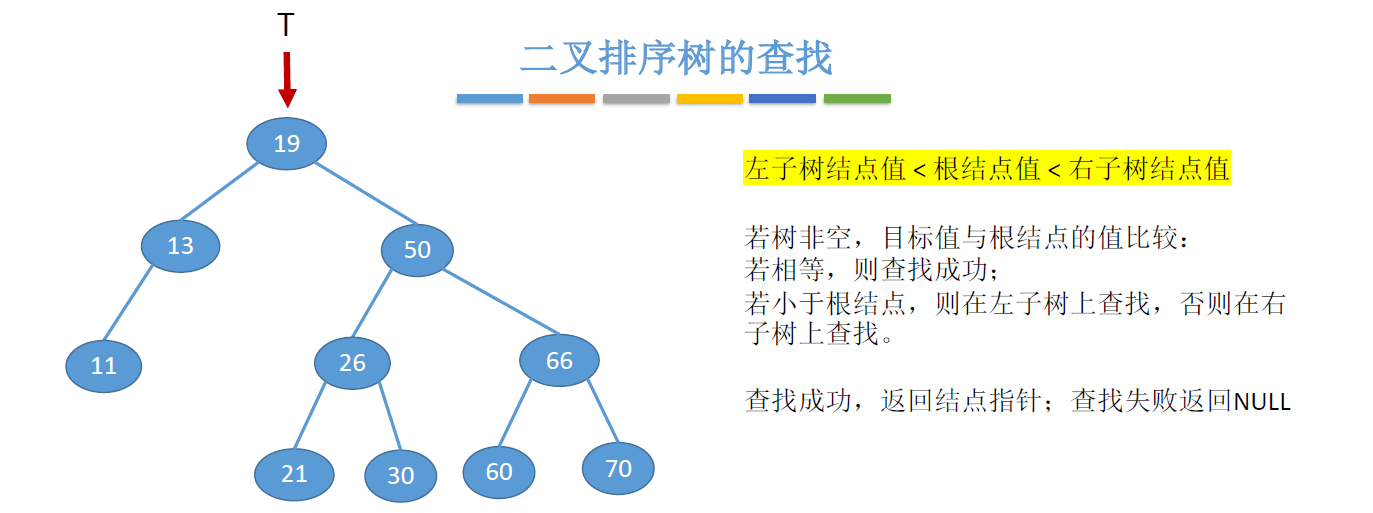 T
二叉排序树的查找
19
13
50
11
26
66
21
30
60
70
左子树结点值 < 根结点值 < 右子树结点值
若树非空，目标值与根结点的值比较：
若相等，则查找成功；
若小于根结点，则在左子树上查找，否则在右
子树上查找。
查找成功，返回结点指针；查找失败返回NULL